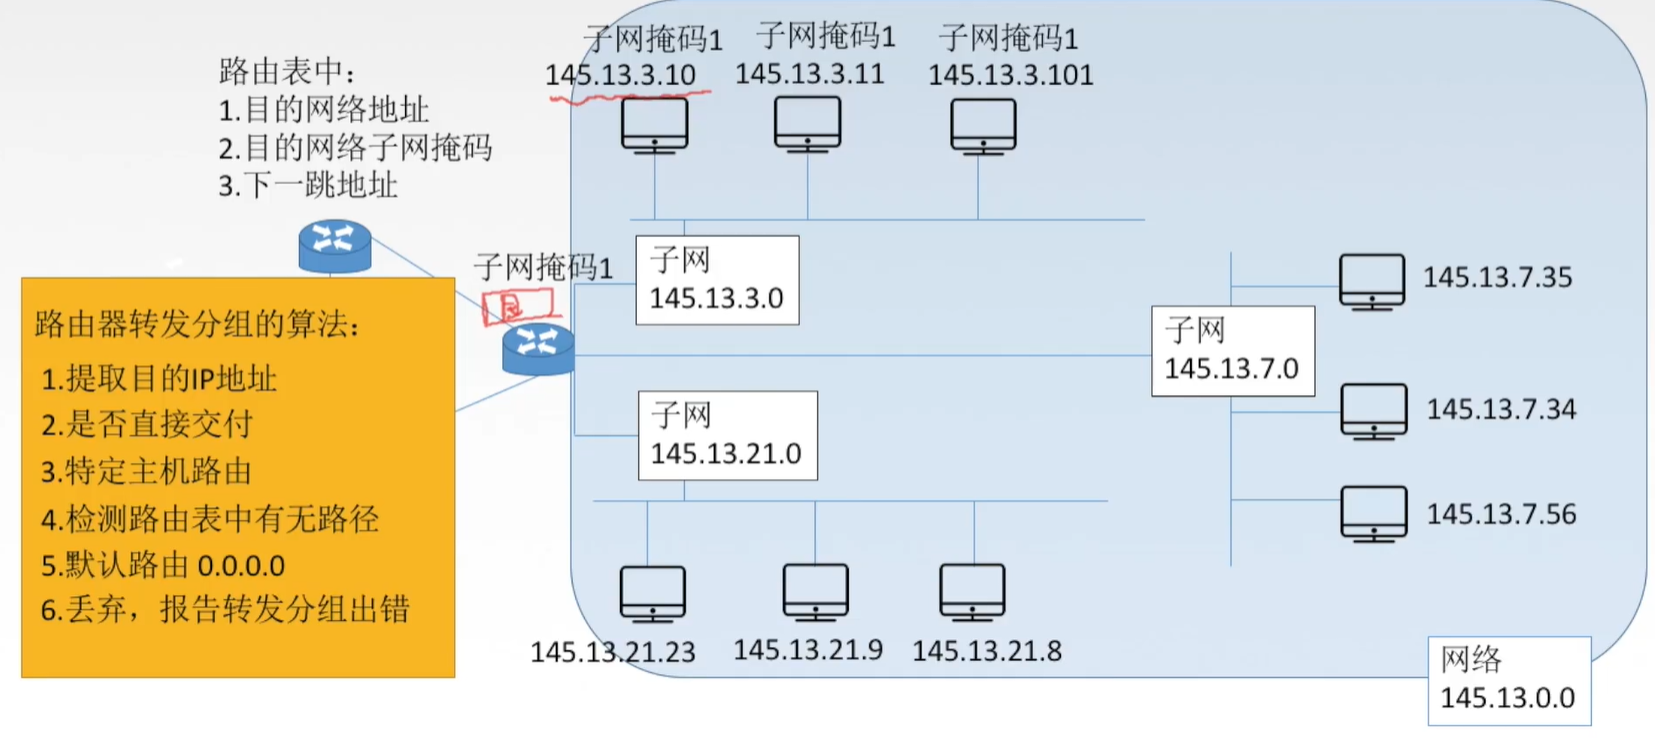 子网掩码1
子网掩码1
子网掩码1
145.13.3.10
145.13.3.11
145.13.3.101
路由表中：
1.目的网络地址
2.目的网络子网掩码
3.下一跳地址
子网掩码1
子网
145.13.3.0
路由器转发分组的算法：
1.提取目的IP地址
2.是否直接交付
3.特定主机路由
4.检测路由表中有无路径
5.默认路由 0.0.0.0
6.丢弃，报告转发分组出错
子网
145.13.7.0
145.13.7.35
145.13.7.34
145.13.7.56
子网
145.13.21.0
145.13.21.23
145.13.21.9
145.13.21.8
网络
145.13.0.0